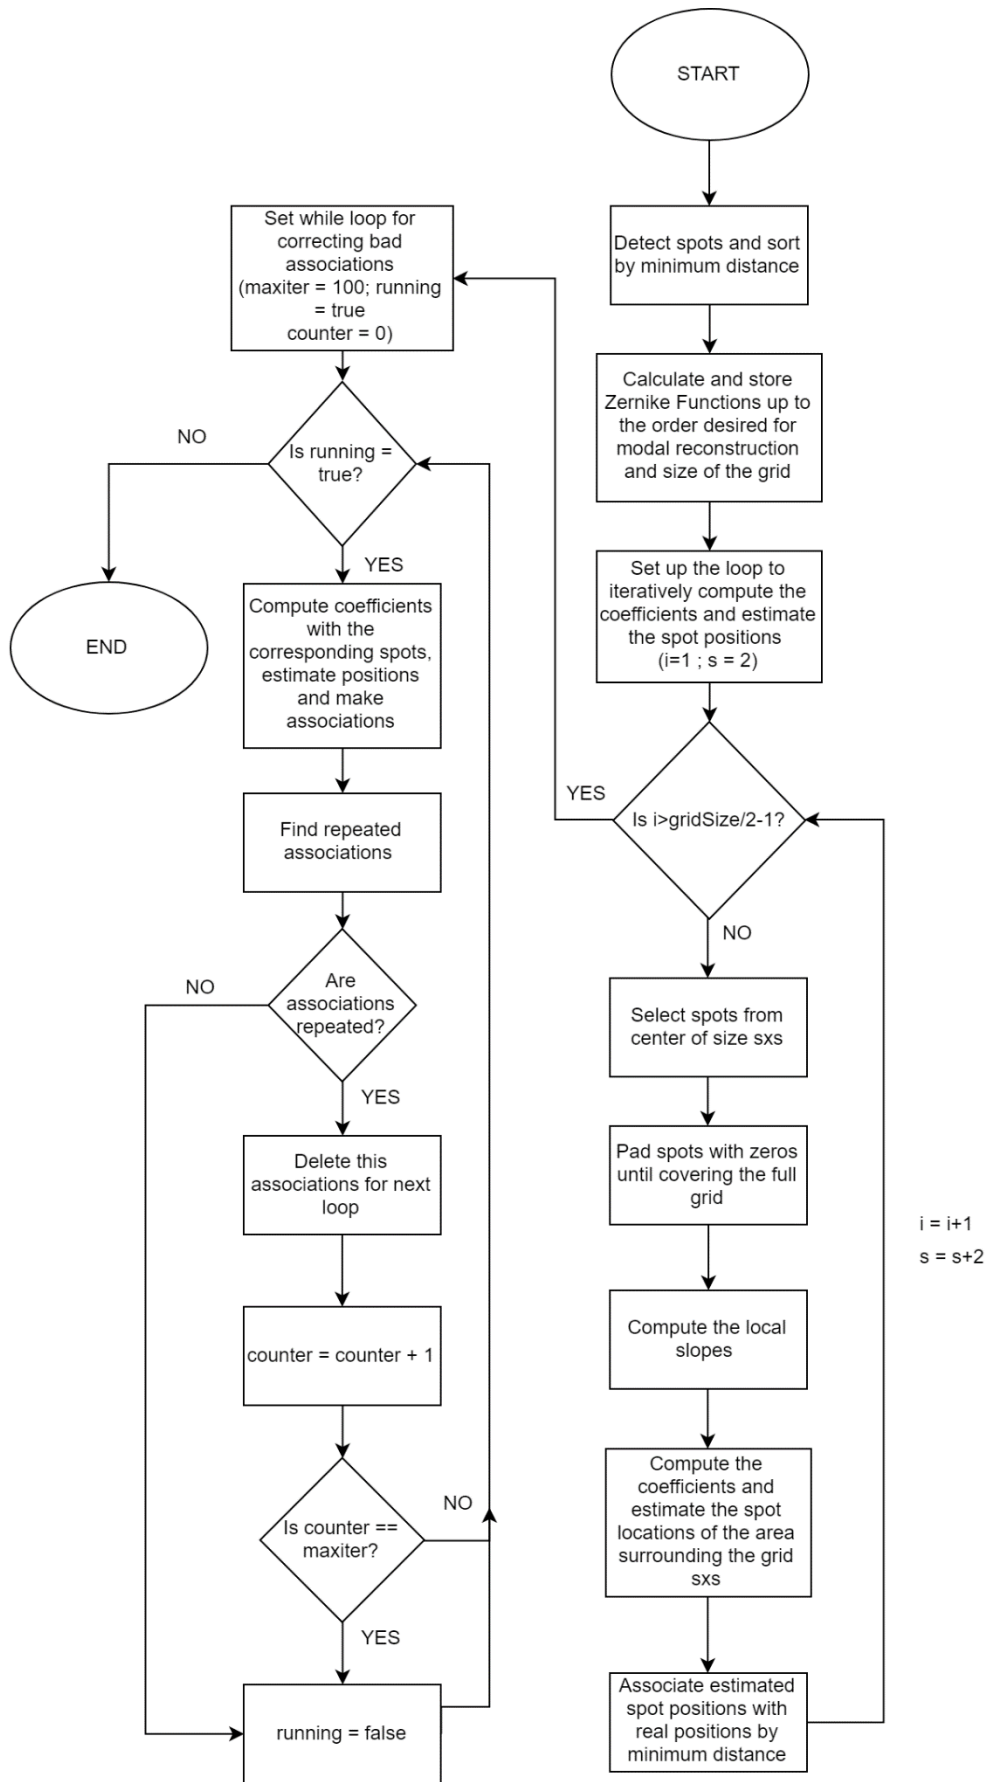 START
Detect spots and sort
by minimum distance
Calculate and store
Zernike Functions up to
the order desired for
modal reconstruction
and size of the grid
Set up the loop to
iteratively compute the
coefficients and estimate
the spot positions
(i=1 ; s = 2)
Is i>gridSize/2-1?
YES
NO
Select spots from
center of size sxs
Pad spots with zeros
until covering the full
grid
Compute the local
slopes
Compute the
coefficients and
estimate the spot
locations of the area
surrounding the grid
sxs
Associate estimated
spot positions with
real positions by
minimum distance
i = i+1
s = s+2
Set while loop for
correcting bad
associations
(maxiter = 100; running
= true
counter = 0)
Is running =
true?
NO
END
YES
Compute coefficients
with the
corresponding spots,
estimate positions
and make
associations
Find repeated
associations
Are
associations
repeated?
NO
YES
Delete this
associations for next
loop
counter = counter + 1
Is counter ==
maxiter?
NO
YES
running = false